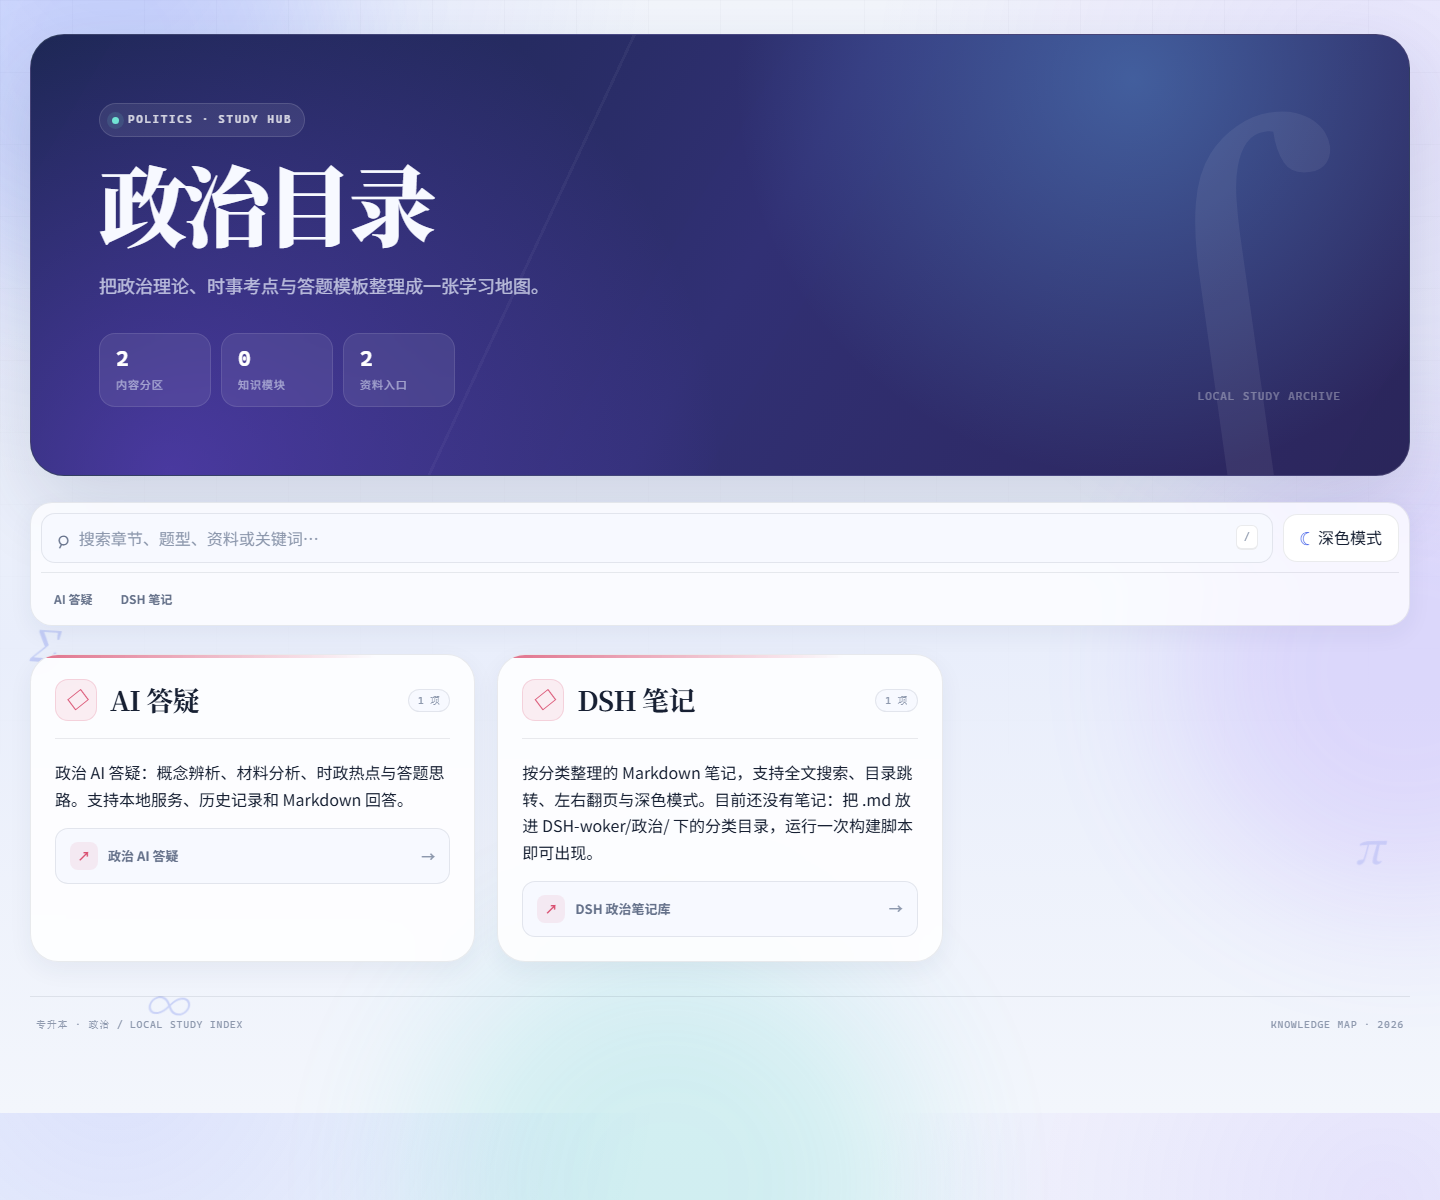 POLITICS · STUDY HUB
政治目录
把政治理论、时事考点与答题模板整理成一张学习地图。
2
内容分区
0
知识模块
2
资料入口
∫
LOCAL STUDY ARCHIVE
搜索章节、题型、资料或关键词…
/
☾ 深色模式
AI 答疑
DSH 笔记
Σ
AI 答疑
1 项
政治 AI 答疑：概念辨析、材料分析、时政热点与答题思
路。支持本地服务、历史记录和 Markdown 回答。
↗ 政治 AI 答疑 →
DSH 笔记
1 项
按分类整理的 Markdown 笔记，支持全文搜索、目录跳
转、左右翻页与深色模式。目前还没有笔记：把 .md 放
进 DSH-woker/政治/ 下的分类目录，运行一次构建脚本
即可出现。
↗ DSH 政治笔记库 →
π
∞
专升本 · 政治 / LOCAL STUDY INDEX
KNOWLEDGE MAP · 2026